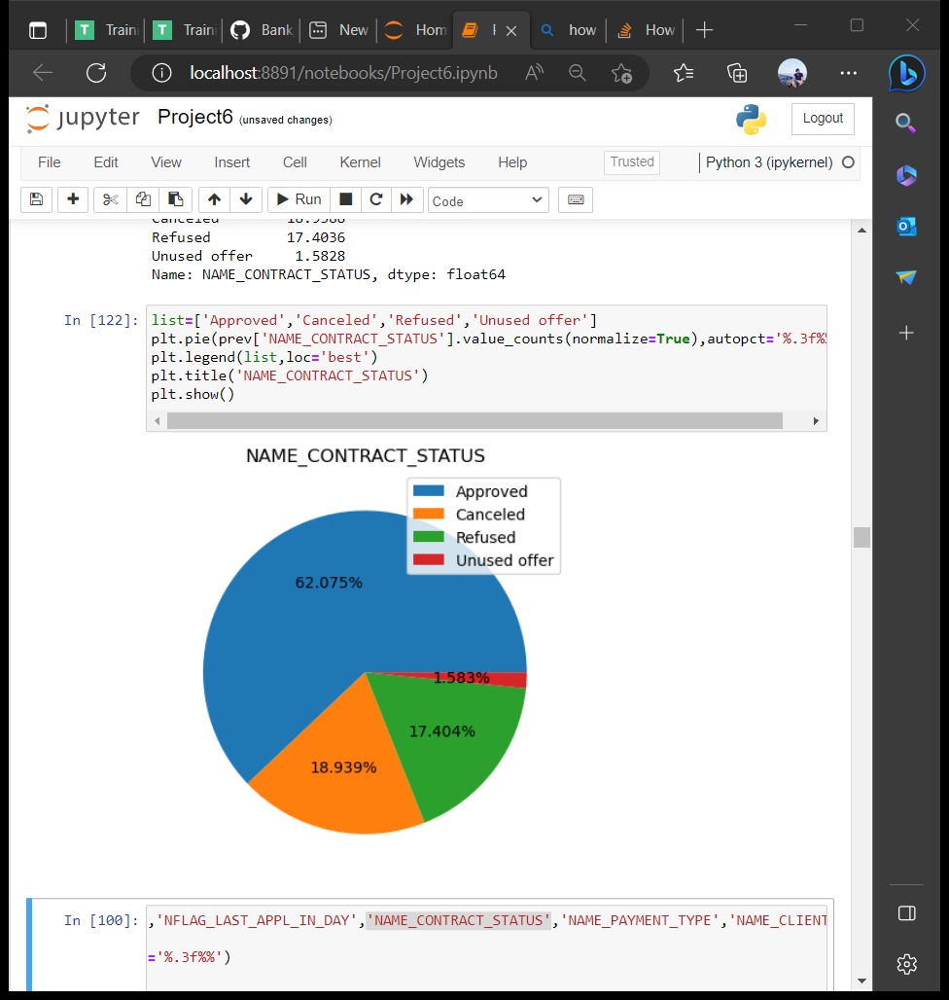 Traini
Traini
Bank
New
Hom
how
How
localhost:8891/notebooks/Project6.ipynb
jupyter Project6 (unsaved changes)
Logout
File Edit View Insert Cell Kernel Widgets Help
Trusted
Python 3 (ipykernel)
Run
Code
Canceled
Refused 17.4036
Unused offer 1.5828
Name: NAME_CONTRACT_STATUS, dtype: float64
In [122]:
list=['Approved','Canceled','Refused','Unused offer']
plt.pie(prev['NAME_CONTRACT_STATUS'].value_counts(normalize=True),autopct='%.3f%
plt.legend(list,loc='best')
plt.title('NAME_CONTRACT_STATUS')
plt.show()
NAME_CONTRACT_STATUS
Approved
Canceled
Refused
Unused offer
62.075%
1.583%
17.404%
18.939%
In [100]:
,'NFLAG_LAST_APPL_IN_DAY','NAME_CONTRACT_STATUS','NAME_PAYMENT_TYPE','NAME_CLIENT
='%.3f%%')